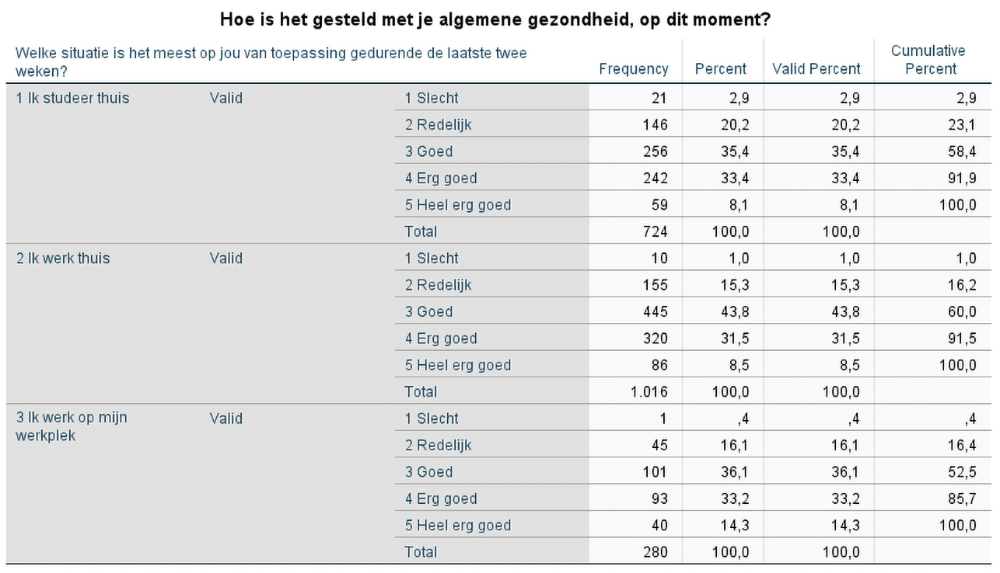 Hoe is het gesteld met je algemene gezondheid, op dit moment?
Welke situatie is het meest op jou van toepassing gedurende de laatste twee
weken?
Frequency Percent Valid Percent Cumulative
Percent
1 Ik studeer thuis Valid 1 Slecht 21 2,9 2,9 2,9
2 Redelijk 146 20,2 20,2 23,1
3 Goed 256 35,4 35,4 58,4
4 Erg goed 242 33,4 33,4 91,9
5 Heel erg goed 59 8,1 8,1 100,0
Total 724 100,0 100,0
2 Ik werk thuis Valid 1 Slecht 10 1,0 1,0 1,0
2 Redelijk 155 15,3 15,3 16,2
3 Goed 445 43,8 43,8 60,0
4 Erg goed 320 31,5 31,5 91,5
5 Heel erg goed 86 8,5 8,5 100,0
Total 1.016 100,0 100,0
3 Ik werk op mijn
werkplek Valid 1 Slecht 1 ,4 ,4 ,4
2 Redelijk 45 16,1 16,1 16,4
3 Goed 101 36,1 36,1 52,5
4 Erg goed 93 33,2 33,2 85,7
5 Heel erg goed 40 14,3 14,3 100,0
Total 280 100,0 100,0